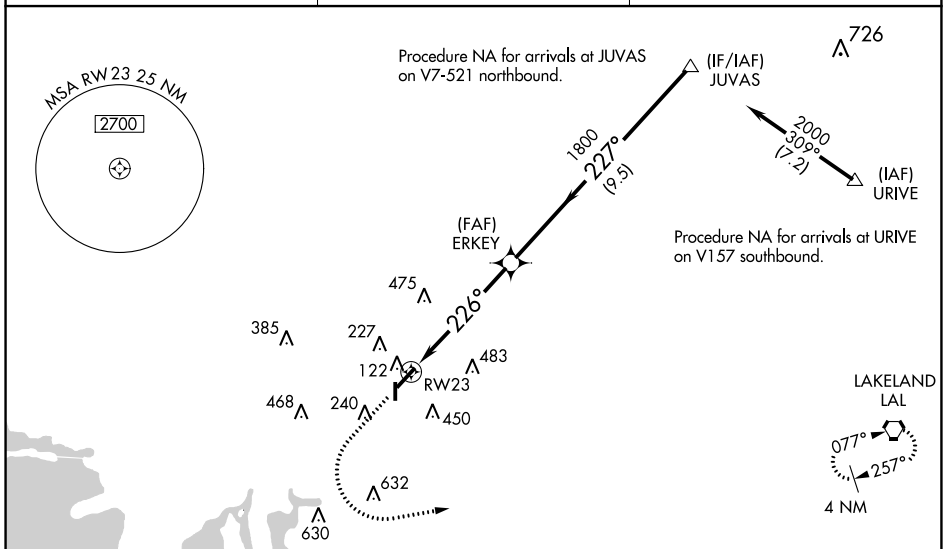 MSA RW 23 25 NM
2700
Procedure NA for arrivals at JUVAS
on V7-521 northbound.
(IF/IAF)
JUVAS
726
1800
227°
(9.5)
2000
309°
(7.2)
(IAF)
URIVE
Procedure NA for arrivals at URIVE
on V157 southbound.
(FAF)
ERKEY
226°
475
385
227
122
RW23
483
468
240
450
632
630
LAKELAND
LAL
077°
257°
4 NM